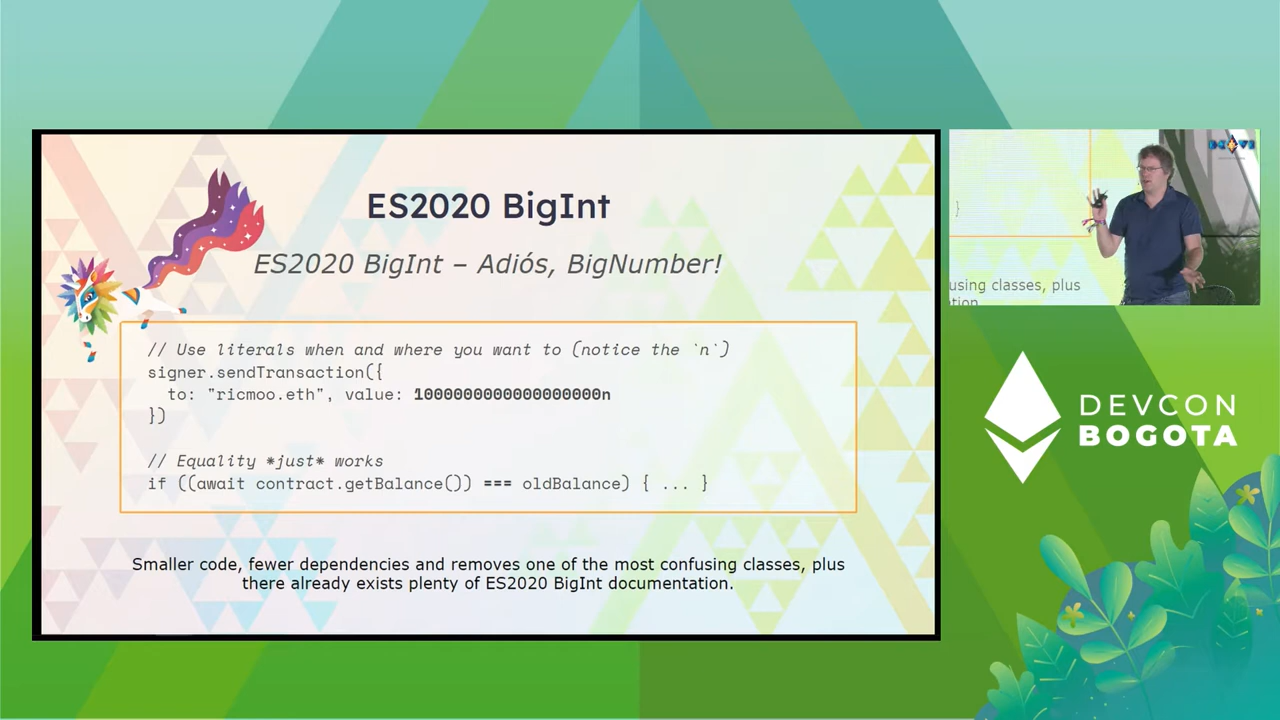 ES2020 BigInt
ES2020 BigInt – Adiós, BigNumber!
// Use literals when and where you want to (notice the `n`)
signer.sendTransaction({
to: "ricmoo.eth", value: 1000000000000000000n
})
// Equality *just* works
if ((await contract.getBalance()) === oldBalance) { ... }
Smaller code, fewer dependencies and removes one of the most confusing classes, plus
there already exists plenty of ES2020 BigInt documentation.
}
using classes, plus
tion.
DEVCON
BOGOTA